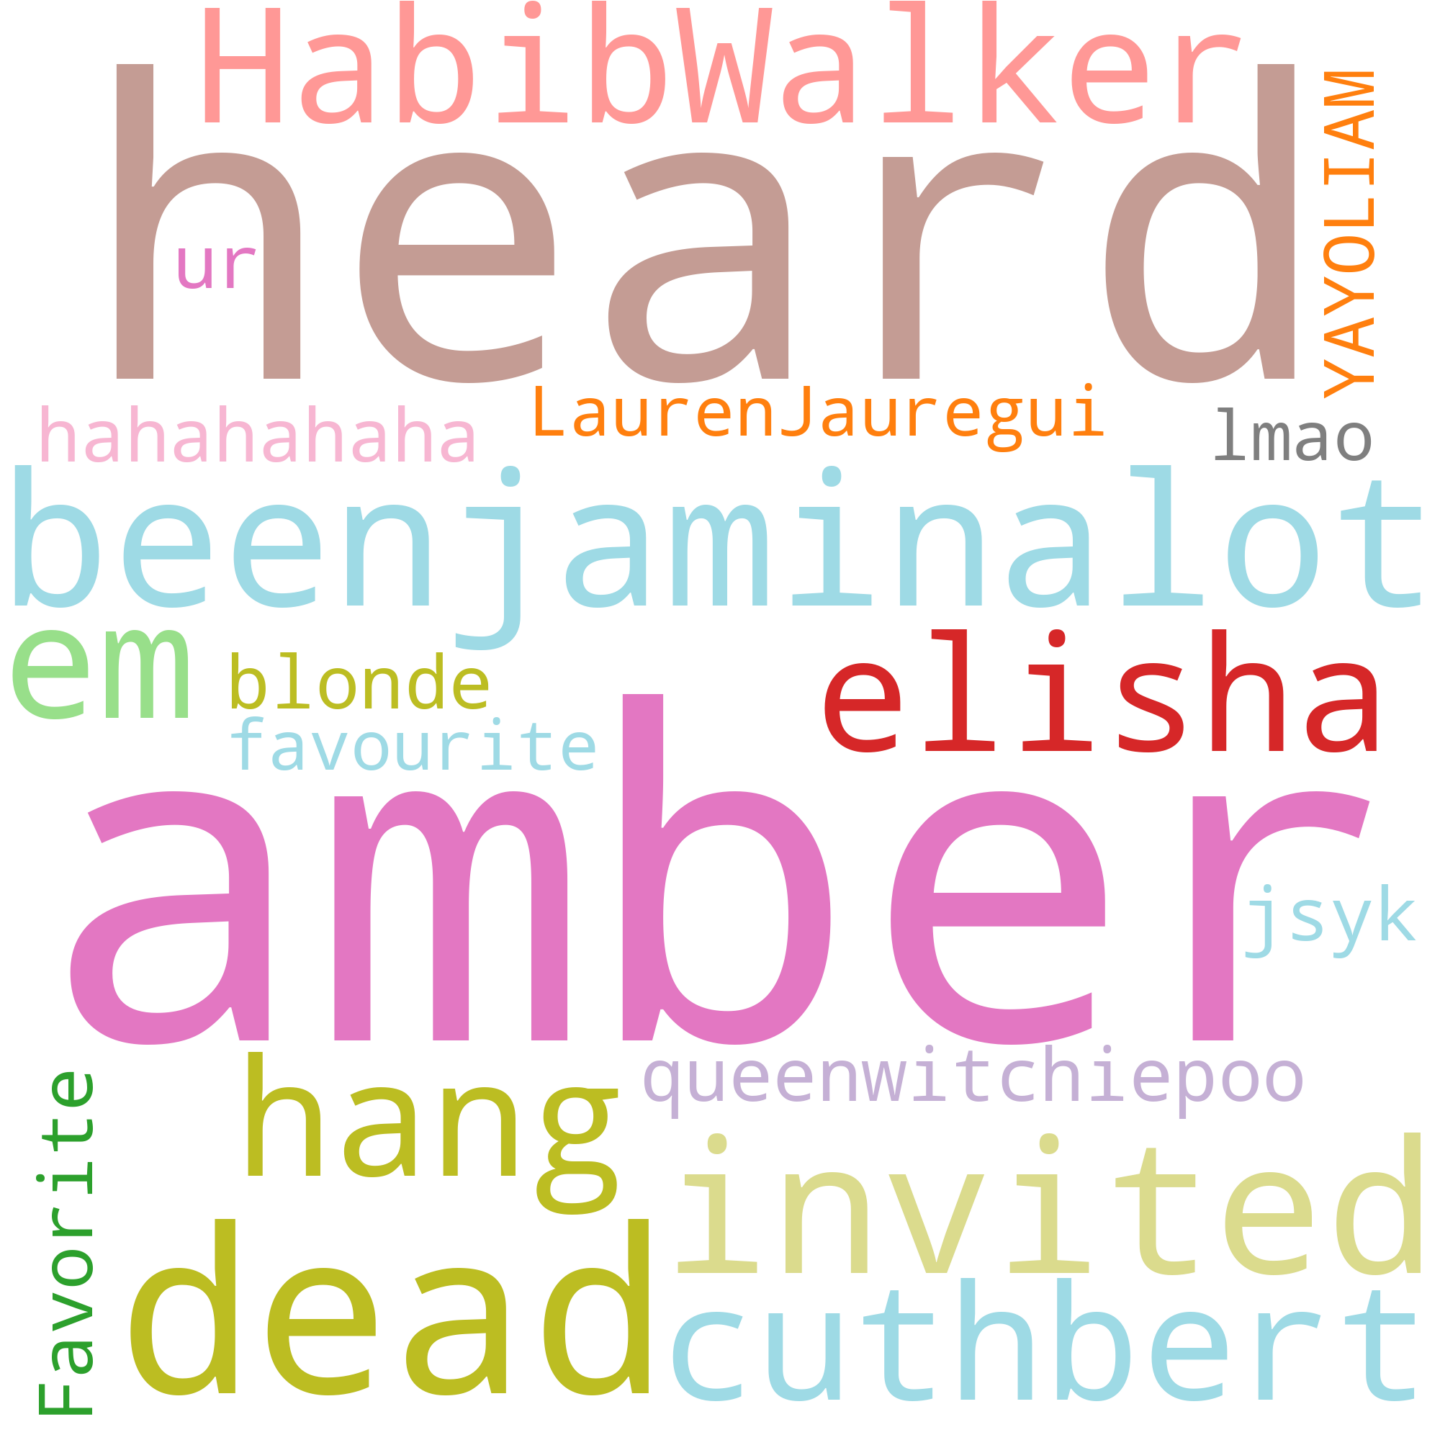 HabibWalker
heard
YAYOLIAM
ur
hahahahaha
LaurenJauregui
lmao
beenjaminalot
em
blonde
elisha
favourite
amber
jsyk
hang
queenwitchiepoo
Favorite
invited
dead
cuthbert